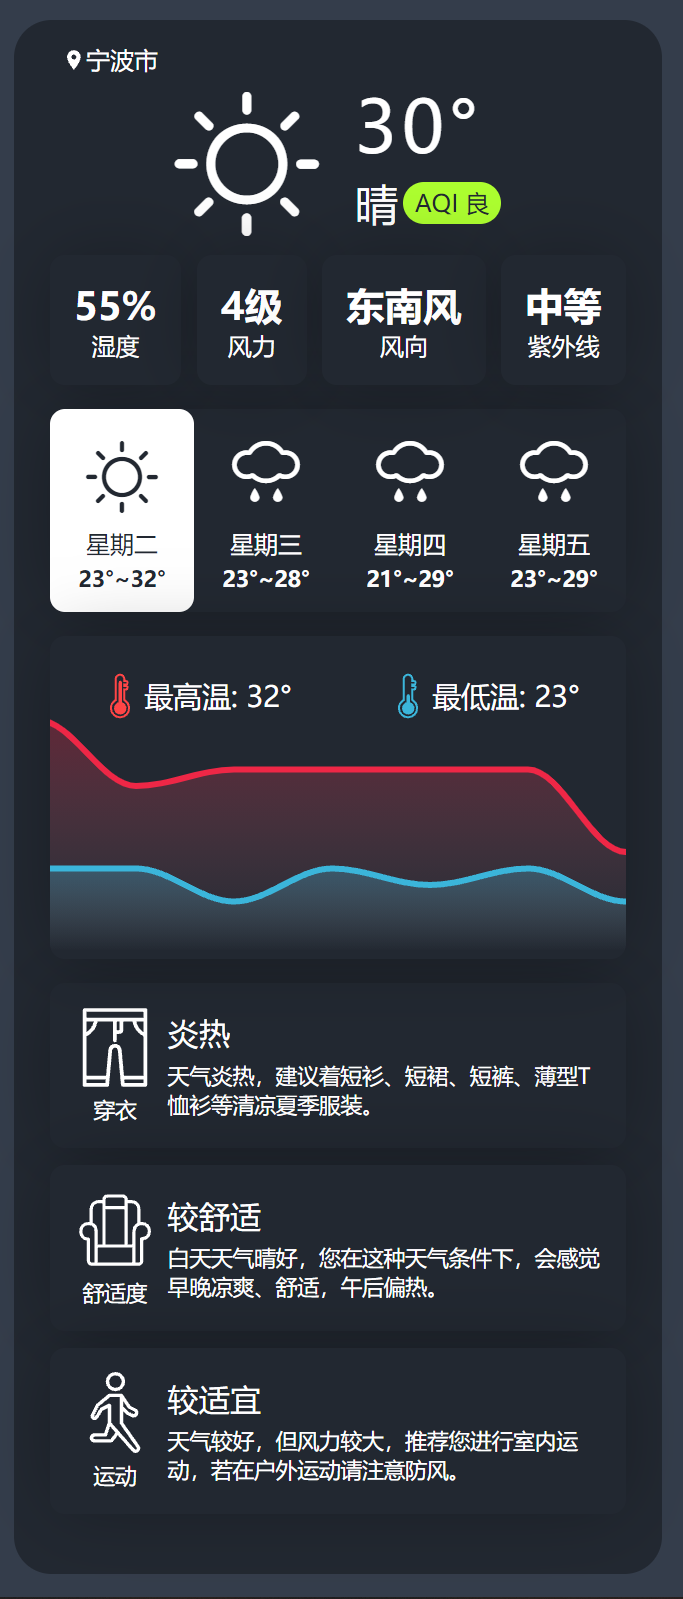 宁波市
30°
晴 AQI 良
55% 4级 东南风 中等
湿度 风力 风向 紫外线
星期二 星期三 星期四 星期五
23°~32° 23°~28° 21°~29° 23°~29°
最高温: 32° 最低温: 23°
炎热
天气炎热，建议着短衫、短裙、短裤、薄型T
恤衫等清凉夏季服装。
穿衣
较舒适
白天天气晴好，您在这种天气条件下，会感觉
早晚凉爽、舒适，午后偏热。
舒适度
较适宜
天气较好，但风力较大，推荐您进行室内运
动，若在户外运动请注意防风。
运动